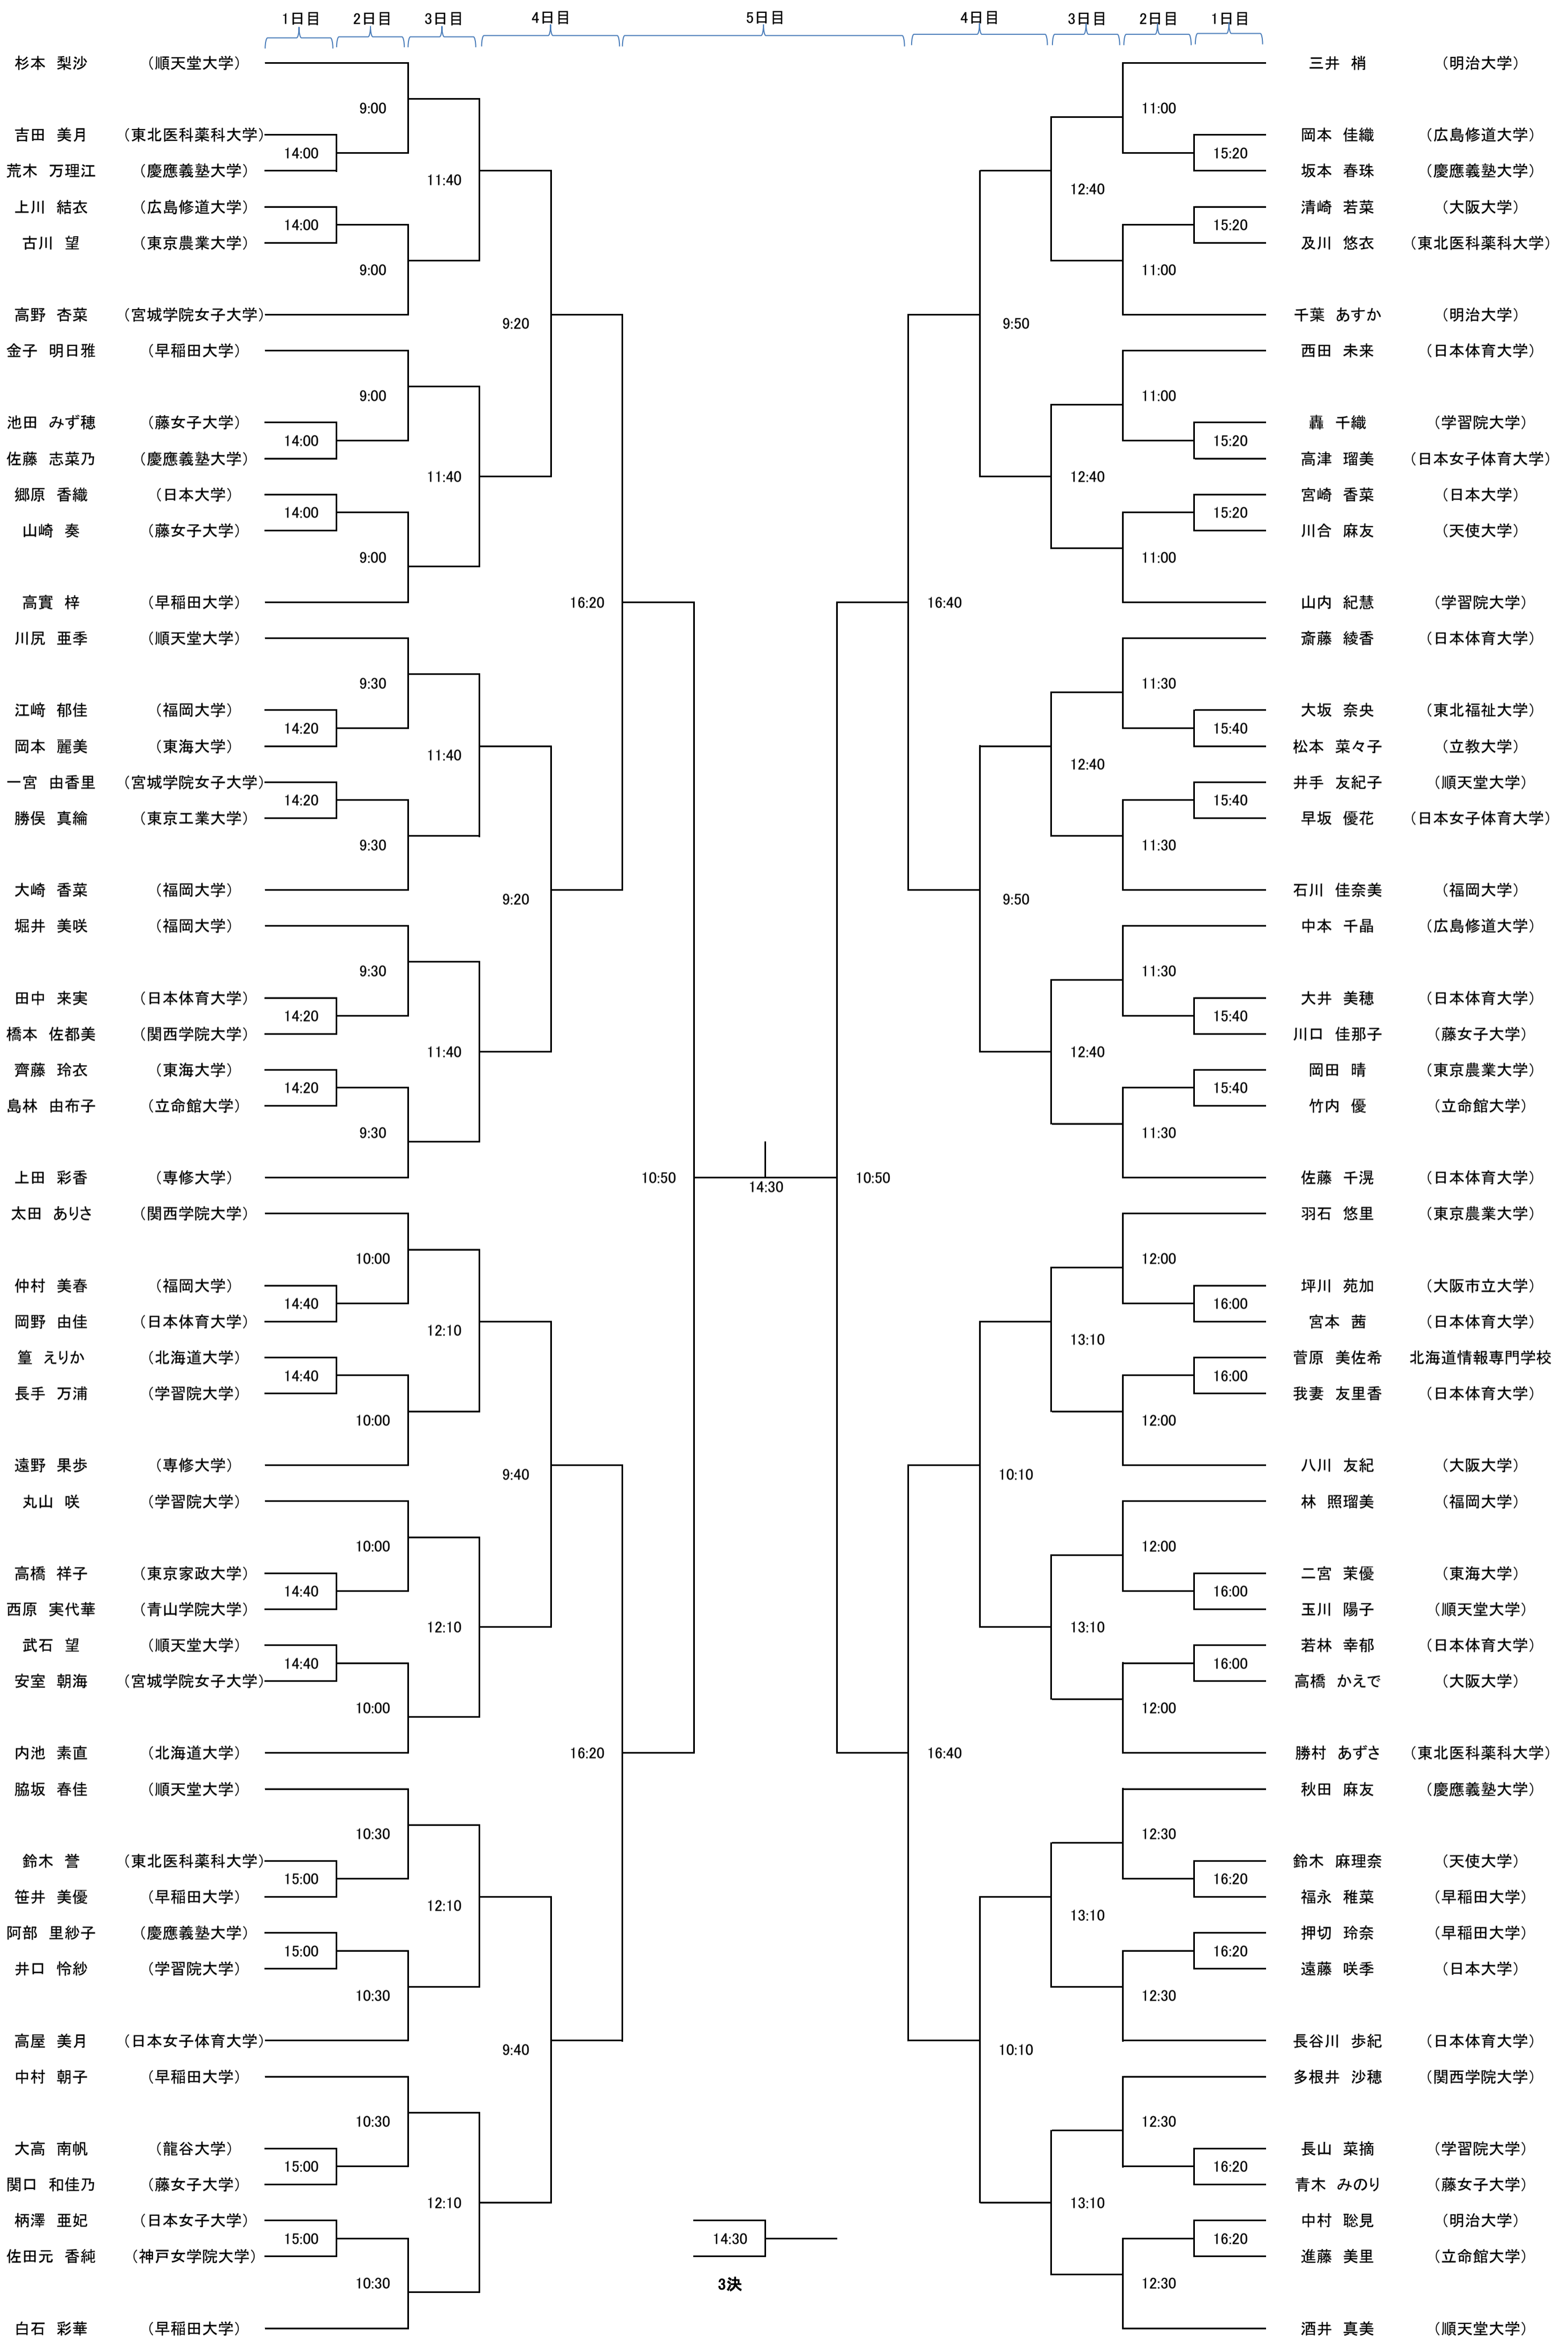 1日目 2日目 3日目 4日目 5日目 4日目 3日目 2日目 1日目
杉本 梨沙 （順天堂大学） 三井 梢 （明治大学）
9:00 11:00
吉田 美月 （東北医科薬科大学） 岡本 佳織 （広島修道大学）
14:00 15:20
荒木 万理江 （慶應義塾大学） 坂本 春珠 （慶應義塾大学）
11:40 12:40
上川 結衣 （広島修道大学） 清崎 若菜 （大阪大学）
14:00 15:20
古川 望 （東京農業大学） 及川 悠衣 （東北医科薬科大学）
9:00 11:00
高野 杏菜 （宮城学院女子大学） 千葉 あすか （明治大学）
9:20 9:50
金子 明日雅 （早稲田大学） 西田 未来 （日本体育大学）
9:00 11:00
池田 みず穂 （藤女子大学） 轟 千織 （学習院大学）
14:00 15:20
佐藤 志菜乃 （慶應義塾大学） 高津 瑠美 （日本女子体育大学）
11:40 12:40
郷原 香織 （日本大学） 宮崎 香菜 （日本大学）
14:00 15:20
山崎 奏 （藤女子大学） 川合 麻友 （天使大学）
9:00 11:00
高實 梓 （早稲田大学） 16:20 16:40 山内 紀慧 （学習院大学）
川尻 亜季 （順天堂大学） 斎藤 綾香 （日本体育大学）
9:30 11:30
江﨑 郁佳 （福岡大学） 大坂 奈央 （東北福祉大学）
14:20 15:40
岡本 麗美 （東海大学） 松本 菜々子 （立教大学）
11:40 12:40
一宮 由香里 （宮城学院女子大学） 井手 友紀子 （順天堂大学）
14:20 15:40
勝俣 真綸 （東京工業大学） 早坂 優花 （日本女子体育大学）
9:30 11:30
大崎 香菜 （福岡大学） 石川 佳奈美 （福岡大学）
9:20 9:50
堀井 美咲 （福岡大学） 中本 千晶 （広島修道大学）
9:30 11:30
田中 来実 （日本体育大学） 大井 美穂 （日本体育大学）
14:20 15:40
橋本 佐都美 （関西学院大学） 川口 佳那子 （藤女子大学）
11:40 12:40
齊藤 玲衣 （東海大学） 岡田 晴 （東京農業大学）
14:20 15:40
島林 由布子 （立命館大学） 竹内 優 （立命館大学）
9:30 11:30
上田 彩香 （専修大学） 10:50 10:50 佐藤 千滉 （日本体育大学）
14:30
太田 ありさ （関西学院大学） 羽石 悠里 （東京農業大学）
10:00 12:00
仲村 美春 （福岡大学） 坪川 苑加 （大阪市立大学）
14:40 16:00
岡野 由佳 （日本体育大学） 宮本 茜 （日本体育大学）
12:10 13:10
篁 えりか （北海道大学） 菅原 美佐希 北海道情報専門学校
14:40 16:00
長手 万浦 （学習院大学） 我妻 友里香 （日本体育大学）
10:00 12:00
遠野 果歩 （専修大学） 八川 友紀 （大阪大学）
9:40 10:10
丸山 咲 （学習院大学） 林 照瑠美 （福岡大学）
10:00 12:00
高橋 祥子 （東京家政大学） 二宮 茉優 （東海大学）
14:40 16:00
西原 実代華 （青山学院大学） 玉川 陽子 （順天堂大学）
12:10 13:10
武石 望 （順天堂大学） 若林 幸郁 （日本体育大学）
14:40 16:00
安室 朝海 （宮城学院女子大学） 高橋 かえで （大阪大学）
10:00 12:00
内池 素直 （北海道大学） 16:20 16:40 勝村 あずさ （東北医科薬科大学）
脇坂 春佳 （順天堂大学） 秋田 麻友 （慶應義塾大学）
10:30 12:30
鈴木 誉 （東北医科薬科大学） 鈴木 麻理奈 （天使大学）
15:00 16:20
笹井 美優 （早稲田大学） 福永 稚菜 （早稲田大学）
12:10 13:10
阿部 里紗子 （慶應義塾大学） 押切 玲奈 （早稲田大学）
15:00 16:20
井口 怜紗 （学習院大学） 遠藤 咲季 （日本大学）
10:30 12:30
高屋 美月 （日本女子体育大学） 長谷川 歩紀 （日本体育大学）
9:40 10:10
中村 朝子 （早稲田大学） 多根井 沙穂 （関西学院大学）
10:30 12:30
大高 南帆 （龍谷大学） 長山 菜摘 （学習院大学）
15:00 16:20
関口 和佳乃 （藤女子大学） 青木 みのり （藤女子大学）
12:10 13:10
柄澤 亜妃 （日本女子大学） 中村 聡見 （明治大学）
15:00 14:30 16:20
佐田元 香純 （神戸女学院大学） 進藤 美里 （立命館大学）
10:30 3決 12:30
白石 彩華 （早稲田大学） 酒井 真美 （順天堂大学）